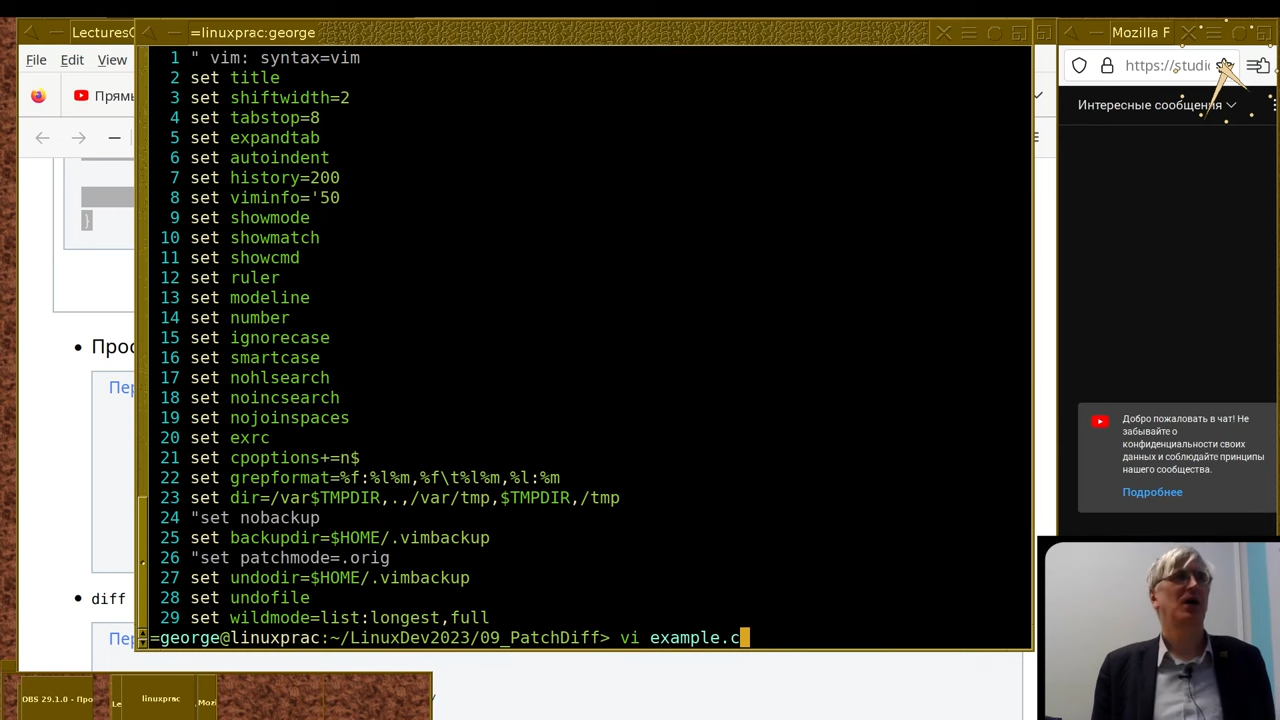 Lectures
=linuxprac:george
Mozilla F
File Edit View
Прямы
https://studi
Интересные сообщения
1 " vim: syntax=vim
2 set title
3 set shiftwidth=2
4 set tabstop=8
5 set expandtab
6 set autoindent
7 set history=200
8 set viminfo='50
9 set showmode
10 set showmatch
11 set showcmd
12 set ruler
13 set modeline
14 set number
15 set ignorecase
16 set smartcase
17 set nohlsearch
18 set noincsearch
19 set nojoinspaces
20 set exrc
21 set cpoptions+=n$
22 set grepformat=%f:%l%m,%f\t%l%m,%l:%m
23 set dir=/var$TMPDIR,.,/var/tmp,$TMPDIR,/tmp
24 "set nobackup
25 set backupdir=$HOME/.vimbackup
26 "set patchmode=.orig
27 set undodir=$HOME/.vimbackup
28 set undofile
29 set wildmode=list:longest,full
=george@linuxprac:~/LinuxDev2023/09_PatchDiff> vi example.c
}
• Прос
Пер
• diff
Пер
Добро пожаловать в чат! Не
забывайте о
конфиденциальности своих
данных и соблюдайте принципы
нашего сообщества.
Подробнее
OBS 29.1.0 - Про
Le
linuxprac
Mozi